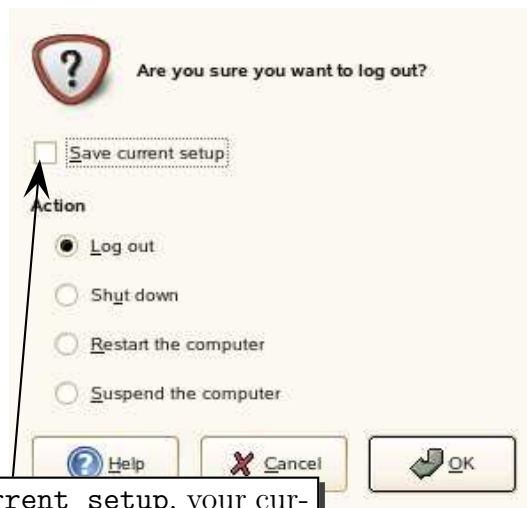 ?
Are you sure you want to log out?
Save current setup
Action
Log out
Shut down
Restart the computer
Suspend the computer
Help Cancel OK
setup, your cur-